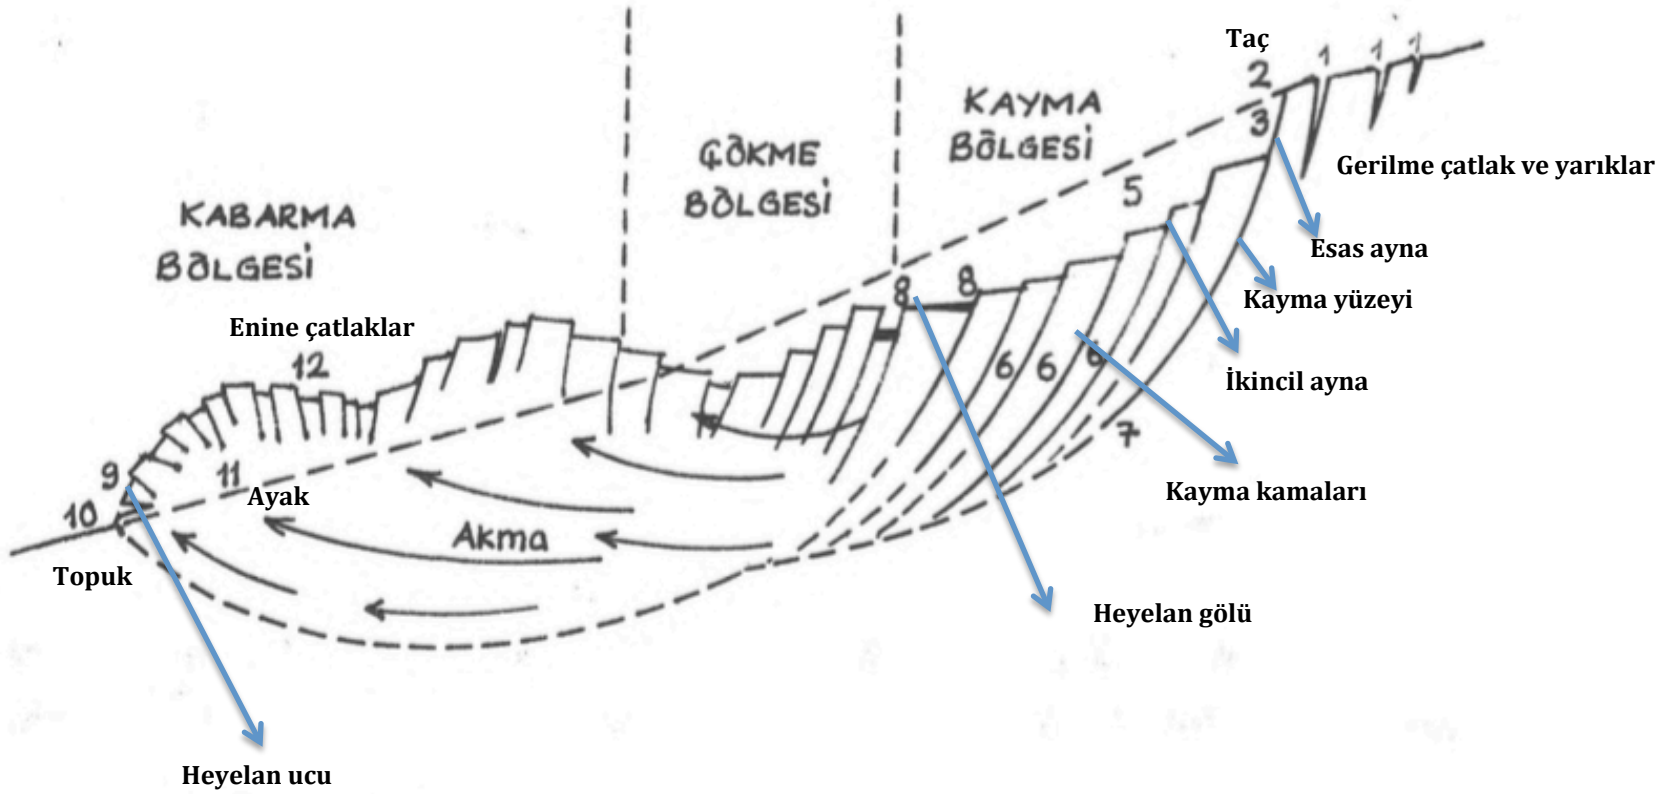 Taç
1 1 1
2
KAYMA
BÖLGESİ
3
ÇÖKME
BÖLGESİ
Gerilme çatlak ve yarıklar
5
KABARMA
BÖLGESİ
Esas ayna
8 8
Kayma yüzeyi
Enine çatlaklar
12
6 6 6
İkincil ayna
7
9
11
Ayak
Kayma kamaları
10
Akma
Topuk
Heyelan gölü
Heyelan ucu